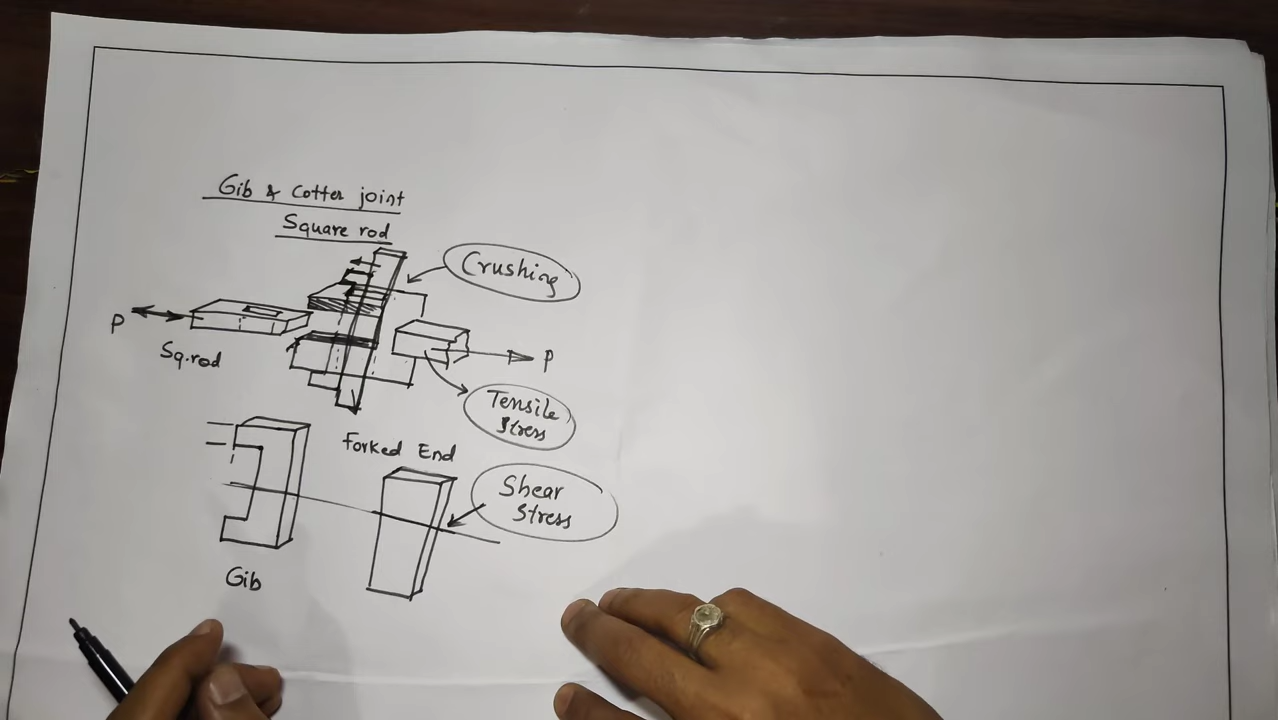 Gib & Cotter joint
Square rod
Crushing
P
P
Sq.rod
Tensile
Stress
Forked End
Shear
Stress
Gib